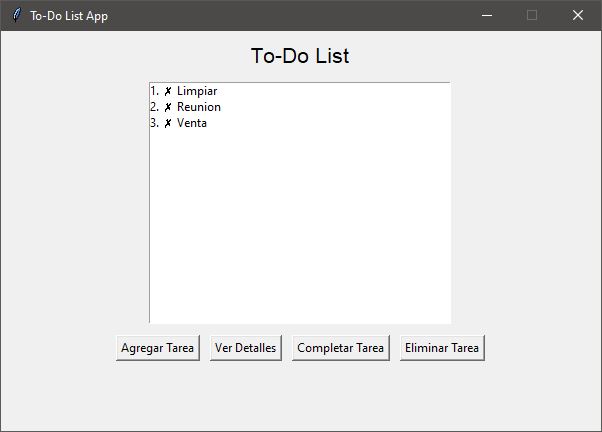 To-Do List App
To-Do List
1. ✗ Limpiar
2. ✗ Reunion
3. ✗ Venta
Agregar Tarea Ver Detalles Completar Tarea Eliminar Tarea